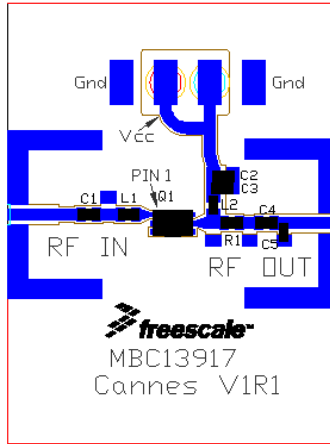 Gnd Gnd
Vcc
PIN 1
C2
C3
C1 L1 Q1
L2 C4
R1 C5
RF IN RF OUT
freescale™
MBC13917
Cannes V1R1